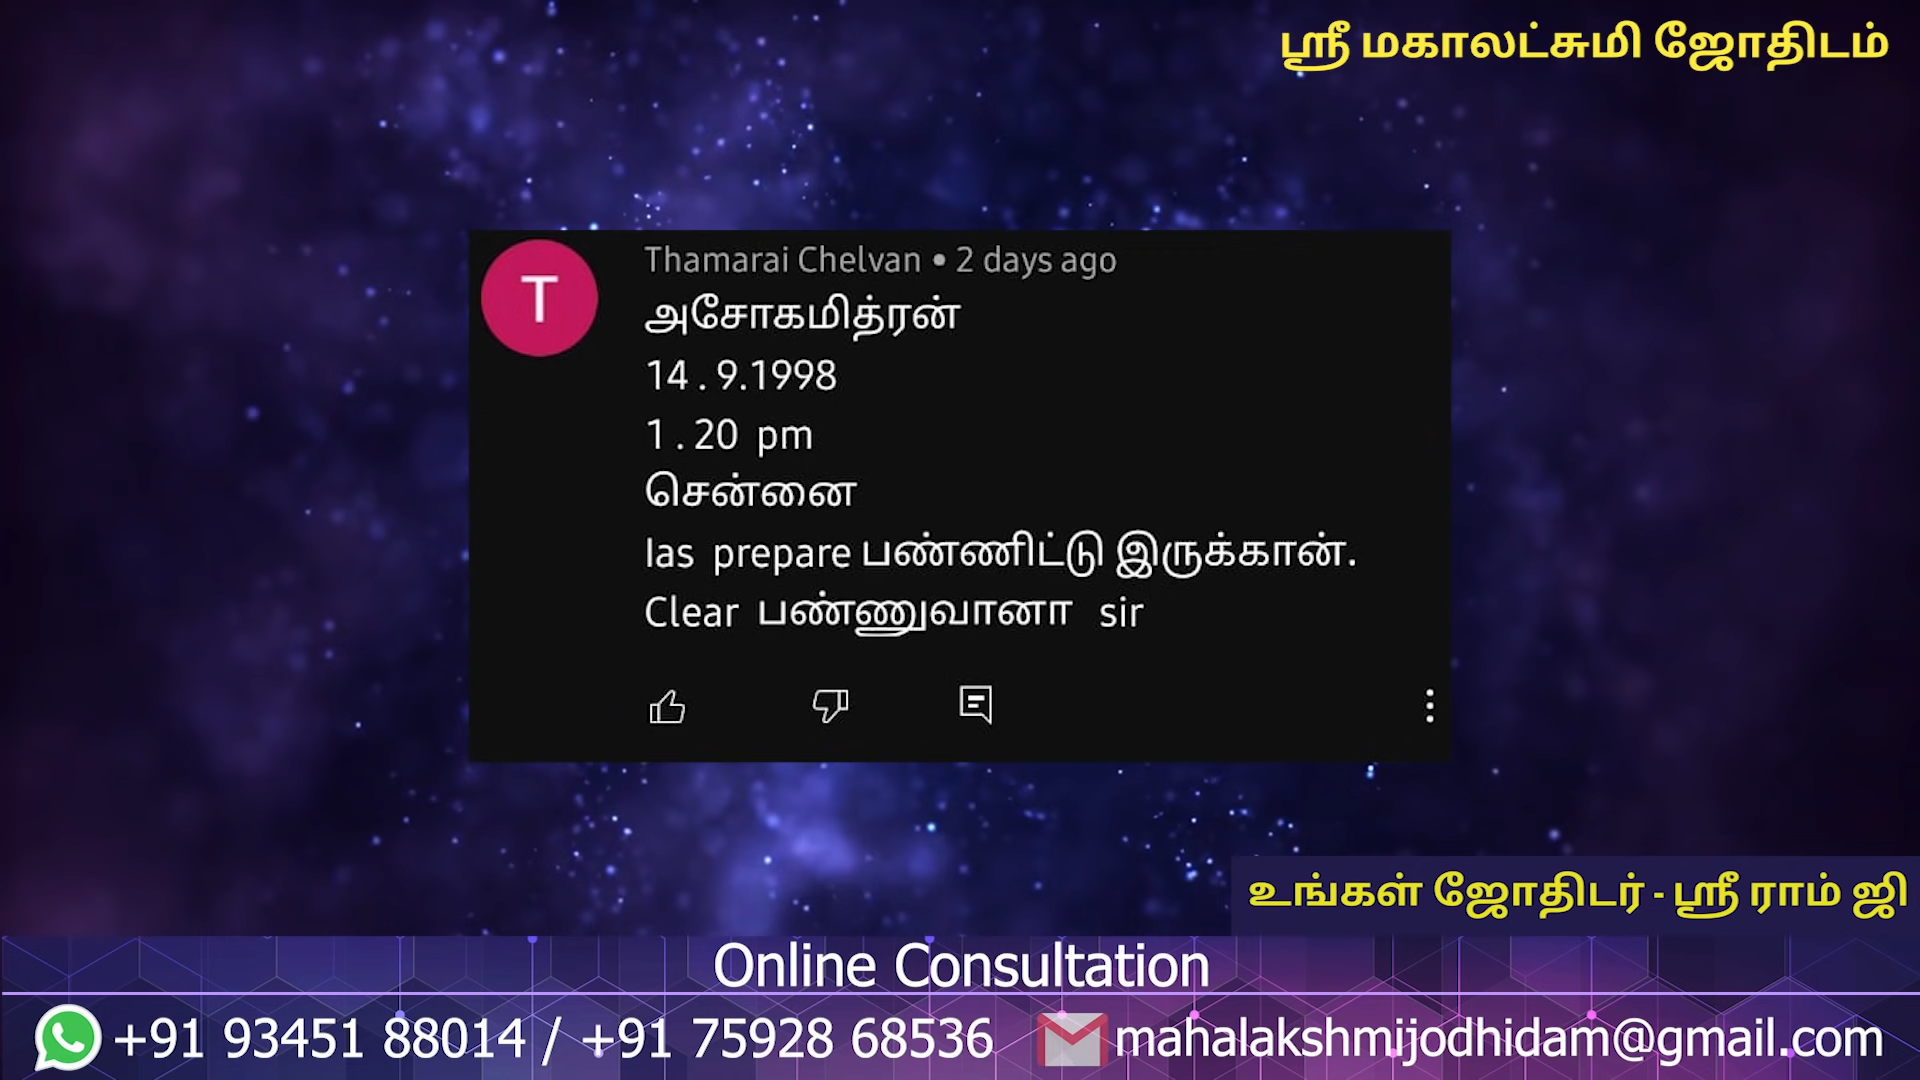 ஸ்ரீ மகாலட்சுமி ஜோதிடம்
T
Thamarai Chelvan • 2 days ago
அசோகமித்ரன்
14 . 9.1998
1 . 20 pm
சென்னை
Ias prepare பண்ணிட்டு இருக்கான்.
Clear பண்ணுவானா sir
உங்கள் ஜோதிடர் - ஸ்ரீ ராம் ஜி
Online Consultation
+91 93451 88014 / +91 75928 68536 mahalakshmijodhidam@gmail.com